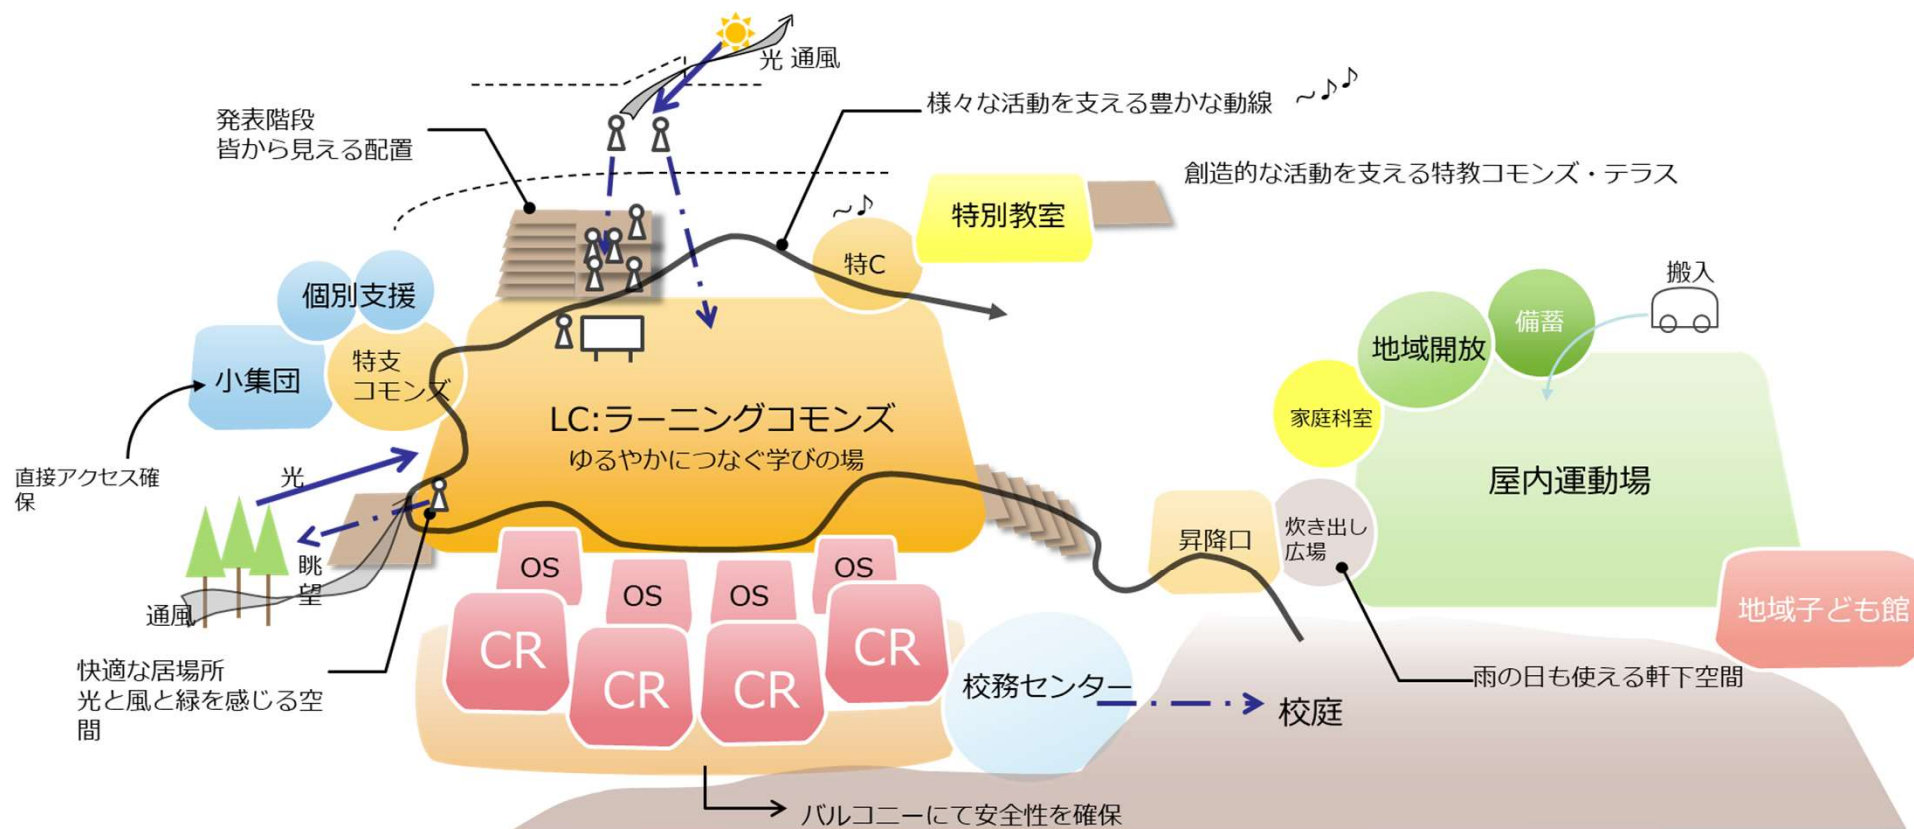 光 通風
発表階段
皆から見える配置
様々な活動を支える豊かな動線
～♪♪
創造的な活動を支える特教コモンズ・テラス
～♪
特別教室
特C
搬入
個別支援
備蓄
地域開放
小集団
特支
コモンズ
家庭科室
LC:ラーニングコモンズ
ゆるやかにつなぐ学びの場
直接アクセス確
保
光
屋内運動場
眺
望
通風
昇降口
炊き出し
広場
OS
OS
OS
OS
CR
CR
CR
CR
地域子ども館
快適な居場所
光と風と緑を感じる空
間
校務センター
校庭
雨の日も使える軒下空間
バルコニーにて安全性を確保